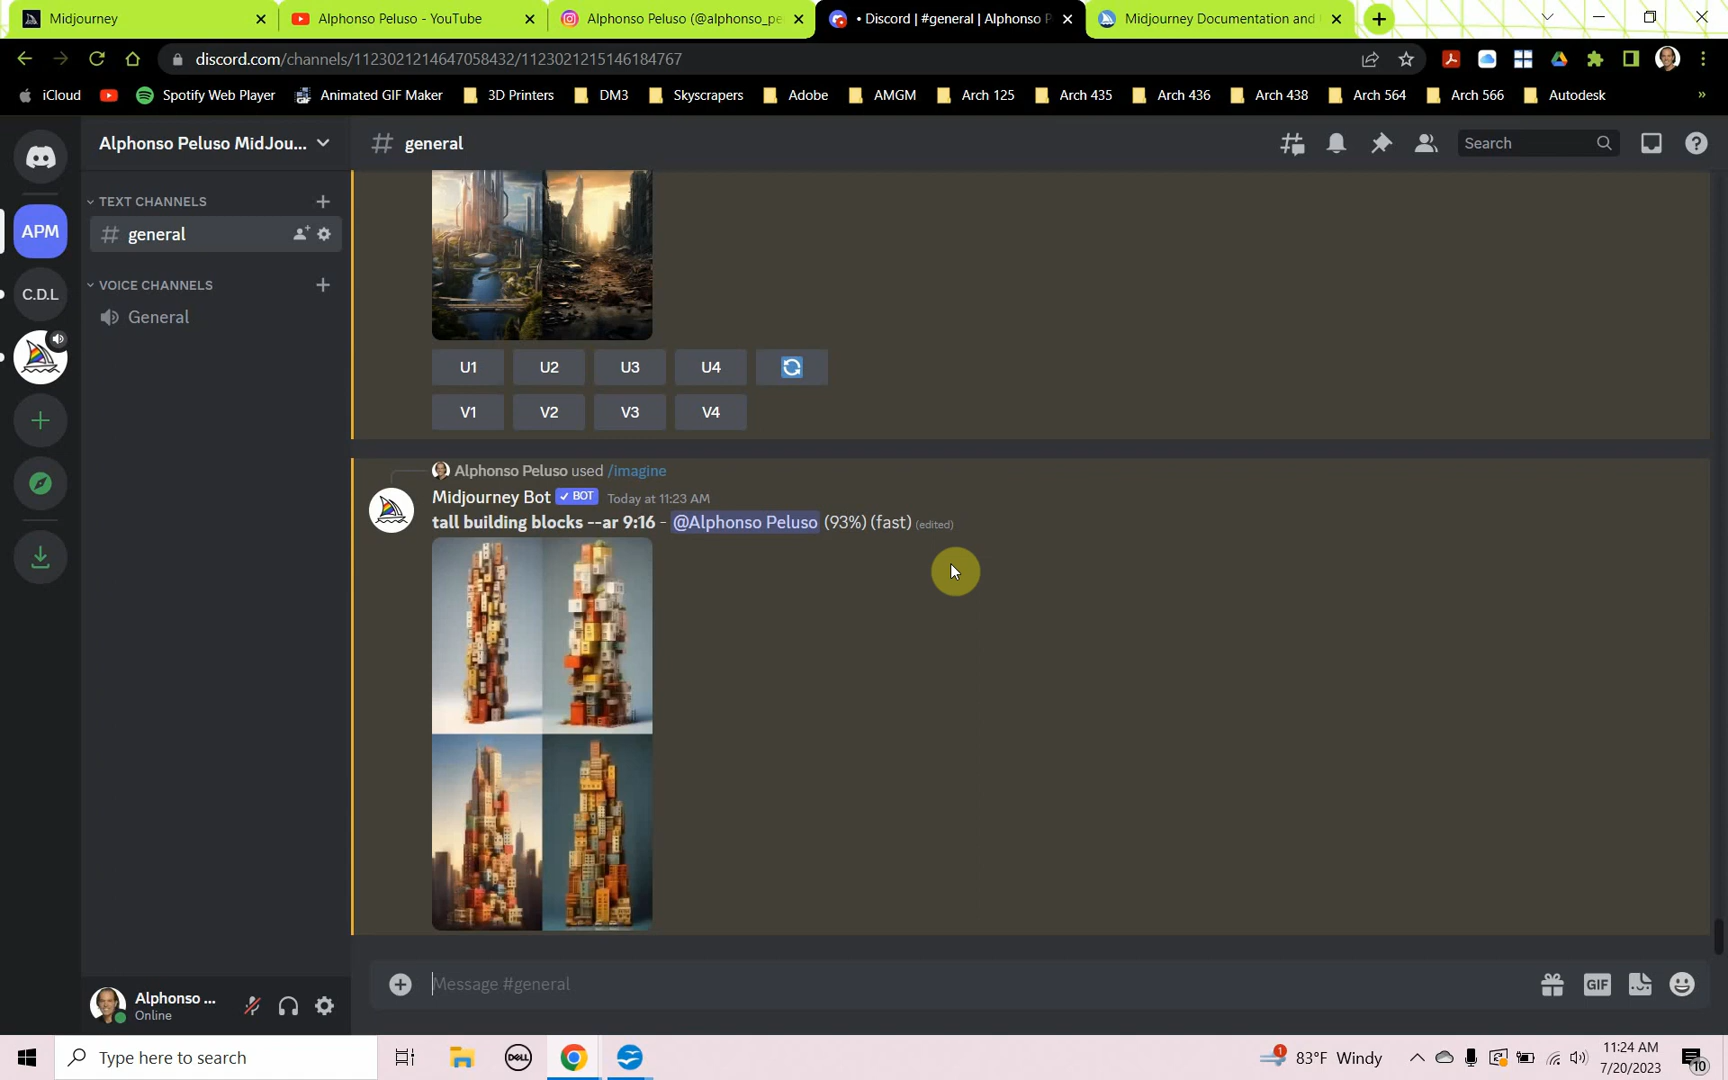 Midjourney
Alphonso Peluso - YouTube
Alphonso Peluso (@alphonso_pe
• Discord | #general | Alphonso P
Midjourney Documentation and
discord.com/channels/1123021214647058432/1123021215146184767
iCloud
Spotify Web Player
Animated GIF Maker
3D Printers
DM3
Skyscrapers
Adobe
AMGM
Arch 125
Arch 435
Arch 436
Arch 438
Arch 564
Arch 566
Autodesk
»
Alphonso Peluso MidJou...
# general
Search
APM
C.D.L
TEXT CHANNELS
# general
VOICE CHANNELS
General
U1 U2 U3 U4
V1 V2 V3 V4
Alphonso Peluso used /imagine
Midjourney Bot ✓ BOT Today at 11:23 AM
tall building blocks --ar 9:16 - @Alphonso Peluso (93%) (fast) (edited)
Message #general
GIF
Alphonso ...
Online
Type here to search
DELL
1
83°F Windy
11:24 AM
7/20/2023
10